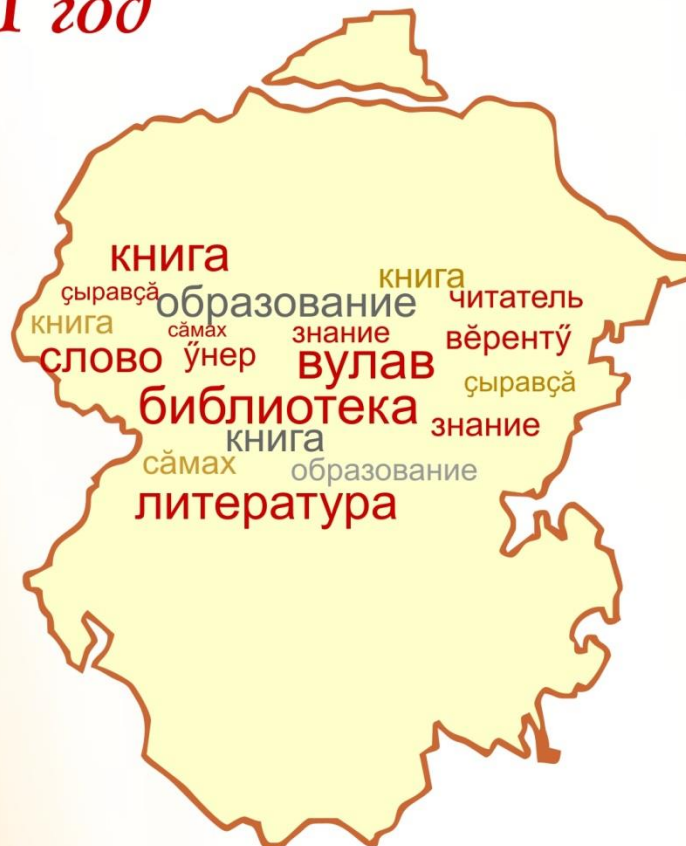 1 год
книга
книга
çыравçă
образование
читатель
книга
сăмах
знание
вĕрентӳ
слово
ӳнер
вулав
çыравçă
библиотека
знание
книга
сăмах
образование
литература